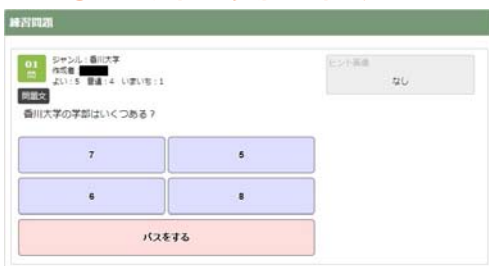 練習問題
01
問
ジャンル:香川大学
作成者
よい:5 普通:4 いまいち:1
ヒント画像
なし
問題文
香川大学の学部はいくつある?
7
5
6
8
パスをする